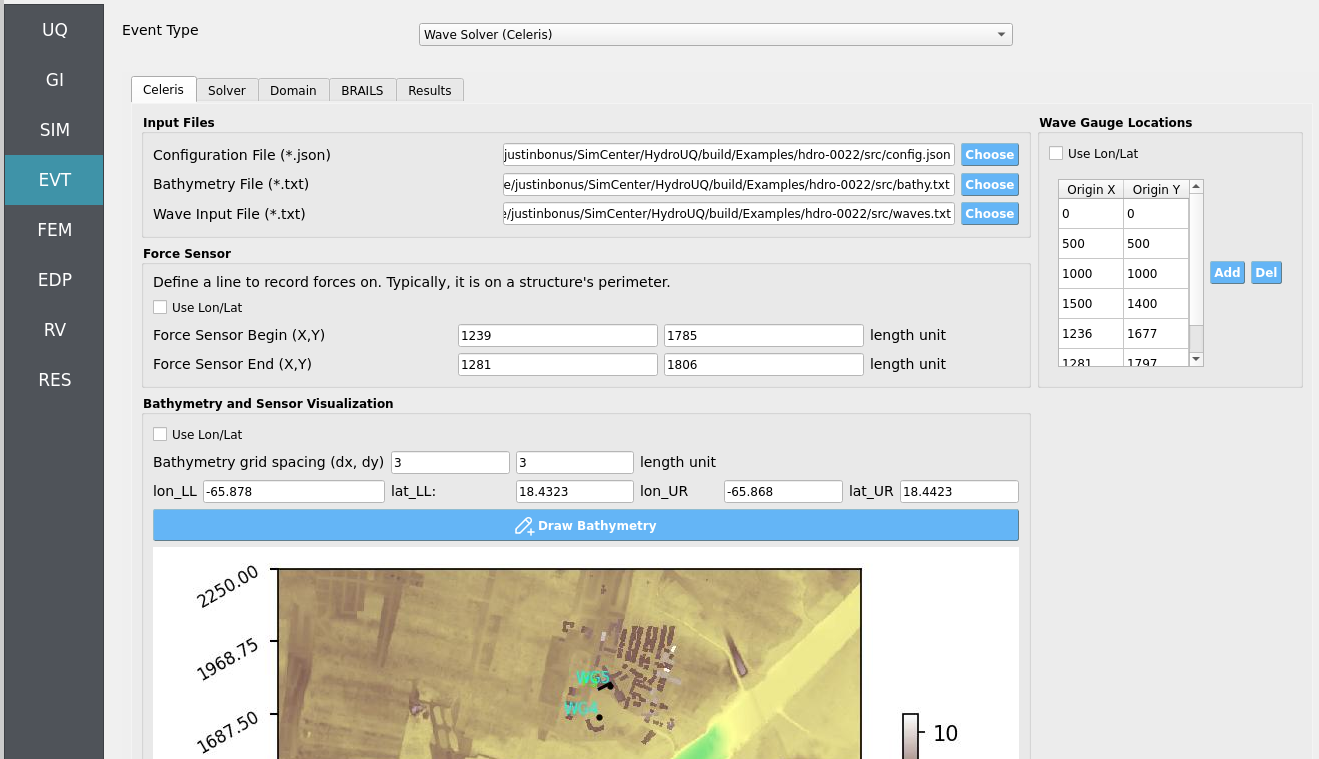 UQ
GI
SIM
EVT
FEM
EDP
RV
RES
Event Type
Wave Solver (Celeris)
Celeris Solver Domain BRAILS Results
Input Files
Configuration File (*.json) justinbonus/SimCenter/HydroUQ/build/Examples/hdro-0022/src/config.json Choose
Bathymetry File (*.txt) e/justinbonus/SimCenter/HydroUQ/build/Examples/hdro-0022/src/bathy.txt Choose
Wave Input File (*.txt) e/justinbonus/SimCenter/HydroUQ/build/Examples/hdro-0022/src/waves.txt Choose
Force Sensor
Define a line to record forces on. Typically, it is on a structure's perimeter.
Use Lon/Lat
Force Sensor Begin (X,Y) 1239 1785 length unit
Force Sensor End (X,Y) 1281 1806 length unit
Bathymetry and Sensor Visualization
Use Lon/Lat
Bathymetry grid spacing (dx, dy) 3 3 length unit
lon_LL -65.878 lat_LL: 18.4323 lon_UR -65.868 lat_UR 18.4423
Draw Bathymetry
2250.00
1968.75
1687.50
WG5
WG4
10
Wave Gauge Locations
Use Lon/Lat
Origin X Origin Y
0 0
500 500
1000 1000
1500 1400
1236 1677
1281 1797
Add Del